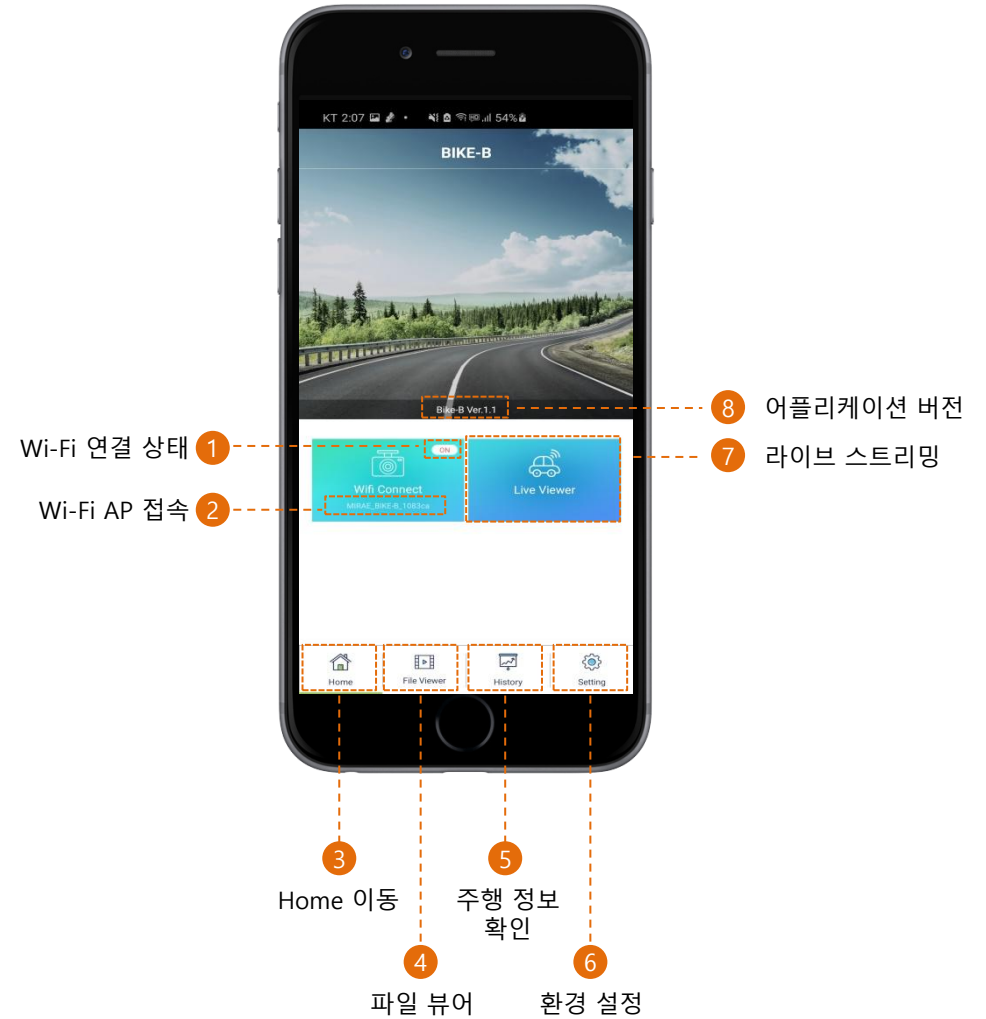 KT 2:07 54%
BIKE-B
Bike-B Ver.1.1
8 어플리케이션 버전
Wi-Fi 연결 상태 1
ON
7 라이브 스트리밍
Wifi Connect
Live Viewer
Wi-Fi AP 접속 2
MIRAE_BIKE-B_1083ca
Home
File Viewer
History
Setting
3
Home 이동
5
주행 정보
확인
4
파일 뷰어
6
환경 설정